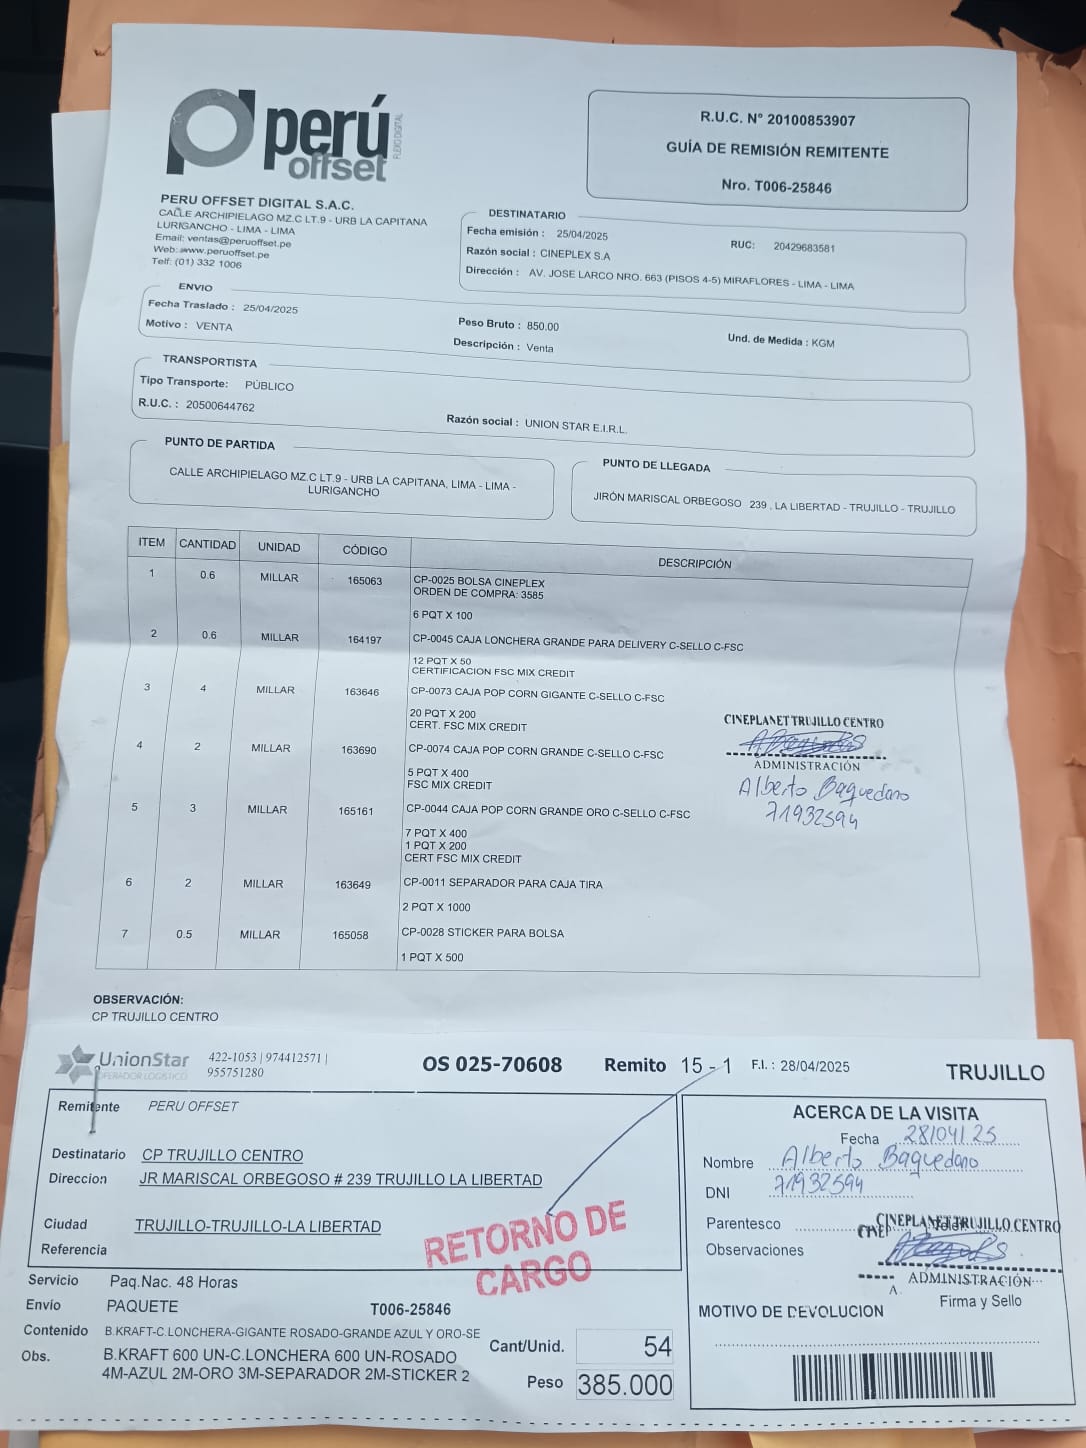 perú
offset
FLEXO DIGITAL
R.U.C. N° 20100853907
GUÍA DE REMISIÓN REMITENTE
Nro. T006-25846
PERU OFFSET DIGITAL S.A.C.
CALLE ARCHIPIELAGO MZ.C LT.9 - URB LA CAPITANA
LURIGANCHO - LIMA - LIMA
Email: ventas@peruoffset.pe
Web: www.peruoffset.pe
Telf: (01) 332 1006
DESTINATARIO
Fecha emisión : 25/04/2025
RUC: 20429683581
Razón social : CINEPLEX S.A
Dirección : AV. JOSE LARCO NRO. 663 (PISOS 4-5) MIRAFLORES - LIMA - LIMA
ENVIO
Fecha Traslado : 25/04/2025
Peso Bruto : 850.00
Und. de Medida : KGM
Motivo : VENTA
Descripción : Venta
TRANSPORTISTA
Tipo Transporte: PÚBLICO
R.U.C. : 20500644762
Razón social : UNION STAR E.I.R.L.
PUNTO DE PARTIDA
CALLE ARCHIPIELAGO MZ.C LT.9 - URB LA CAPITANA, LIMA - LIMA -
LURIGANCHO
PUNTO DE LLEGADA
JIRÓN MARISCAL ORBEGOSO 239 , LA LIBERTAD - TRUJILLO - TRUJILLO
ITEM CANTIDAD UNIDAD CÓDIGO DESCRIPCIÓN
1 0.6 MILLAR 165063 CP-0025 BOLSA CINEPLEX
ORDEN DE COMPRA: 3585
6 PQT X 100
2 0.6 MILLAR 164197 CP-0045 CAJA LONCHERA GRANDE PARA DELIVERY C-SELLO C-FSC
12 PQT X 50
CERTIFICACION FSC MIX CREDIT
3 4 MILLAR 163646 CP-0073 CAJA POP CORN GIGANTE C-SELLO C-FSC
20 PQT X 200
CERT. FSC MIX CREDIT
4 2 MILLAR 163690 CP-0074 CAJA POP CORN GRANDE C-SELLO C-FSC
5 PQT X 400
FSC MIX CREDIT
5 3 MILLAR 165161 CP-0044 CAJA POP CORN GRANDE ORO C-SELLO C-FSC
7 PQT X 400
1 PQT X 200
CERT FSC MIX CREDIT
6 2 MILLAR 163649 CP-0011 SEPARADOR PARA CAJA TIRA
2 PQT X 1000
7 0.5 MILLAR 165058 CP-0028 STICKER PARA BOLSA
1 PQT X 500
CINEPLANET TRUJILLO CENTRO
ADMINISTRACIÓN
Alberto Baquedano
71932594
OBSERVACIÓN:
CP TRUJILLO CENTRO
UnionStar
OPERADOR LOGISTICO
422-1053 | 974412571 |
955751280
OS 025-70608
Remito 15 - 1
F.I. : 28/04/2025
TRUJILLO
Remitente PERU OFFSET
Destinatario CP TRUJILLO CENTRO
Direccion JR MARISCAL ORBEGOSO # 239 TRUJILLO LA LIBERTAD
Ciudad TRUJILLO-TRUJILLO-LA LIBERTAD
Referencia
RETORNO DE
CARGO
Servicio Paq.Nac. 48 Horas
Envio PAQUETE T006-25846
Contenido B.KRAFT-C.LONCHERA-GIGANTE ROSADO-GRANDE AZUL Y ORO-SE
Obs. B.KRAFT 600 UN-C.LONCHERA 600 UN-ROSADO
4M-AZUL 2M-ORO 3M-SEPARADOR 2M-STICKER 2
Cant/Unid. 54
Peso 385.000
ACERCA DE LA VISITA
Fecha 28/04/25
Nombre Alberto Baquedano
DNI 71932594
Parentesco
CINEPLANET TRUJILLO CENTRO
Observaciones
ADMINISTRACIÓN
Firma y Sello
MOTIVO DE DEVOLUCION